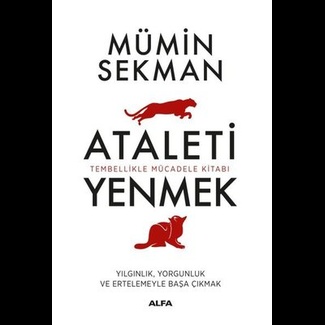 MÜMİN
SEKMAN
ATALETİ
TEMBELLİKLE MÜCADELE KİTABI
YENMEK
YILGINLIK, YORGUNLUK
VE ERTELEMEYLE BAŞA ÇIKMAK
ALFA